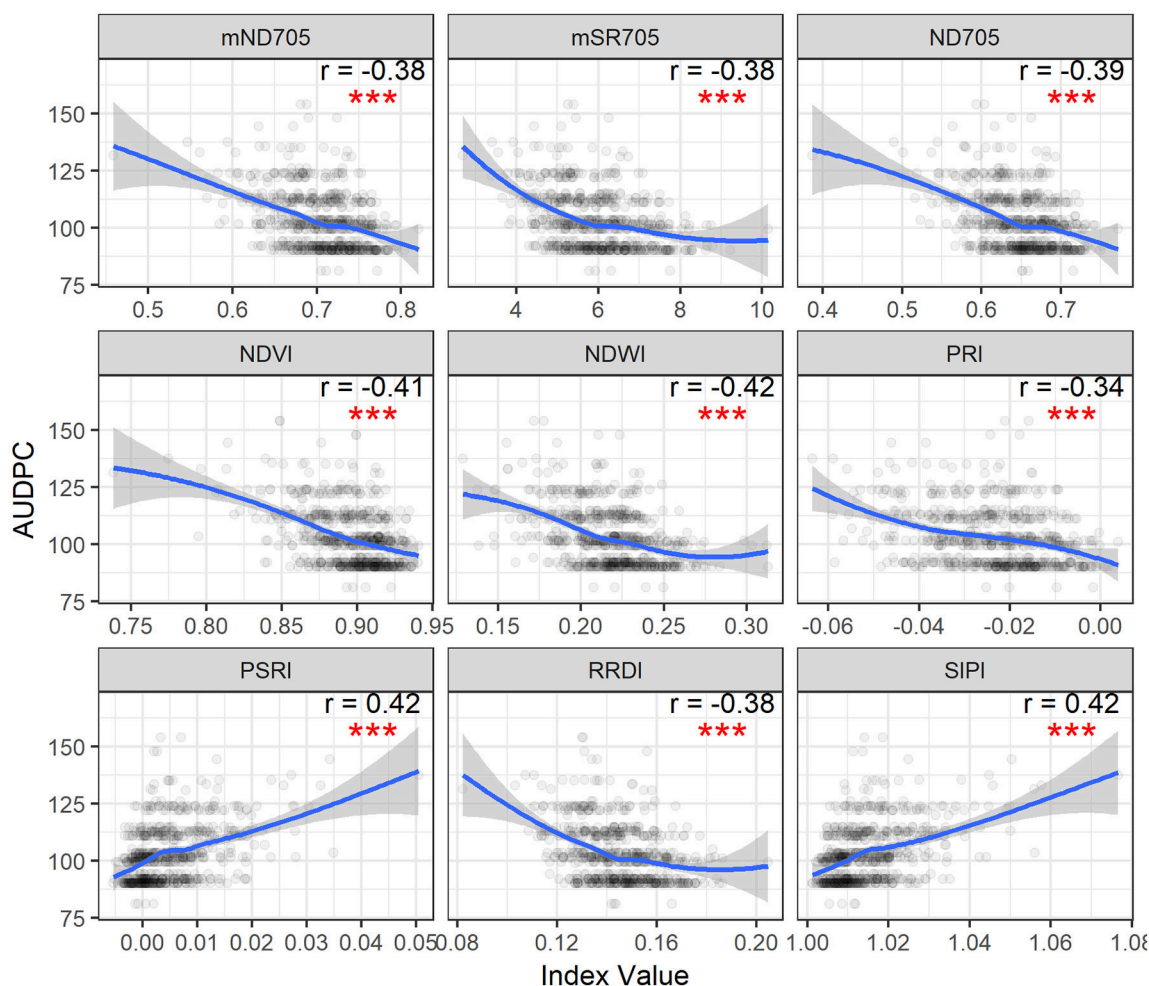 mND705 mSR705 ND705
r = -0.38 r = -0.38 r = -0.39
*** *** ***
150
125
100
75
0.5 0.6 0.7 0.8 4 6 8 10 0.4 0.5 0.6 0.7
NDVI NDWI PRI
r = -0.41 r = -0.42 r = -0.34
*** *** ***
150
125
100
75
AUDPC
0.75 0.80 0.85 0.90 0.95 0.15 0.20 0.25 0.30 -0.06 -0.04 -0.02 0.00
PSRI RRDI SIPI
r = 0.42 r = -0.38 r = 0.42
*** *** ***
150
125
100
75
0.00 0.01 0.02 0.03 0.04 0.05 0.08 0.12 0.16 0.20 1.00 1.02 1.04 1.06
Index Value